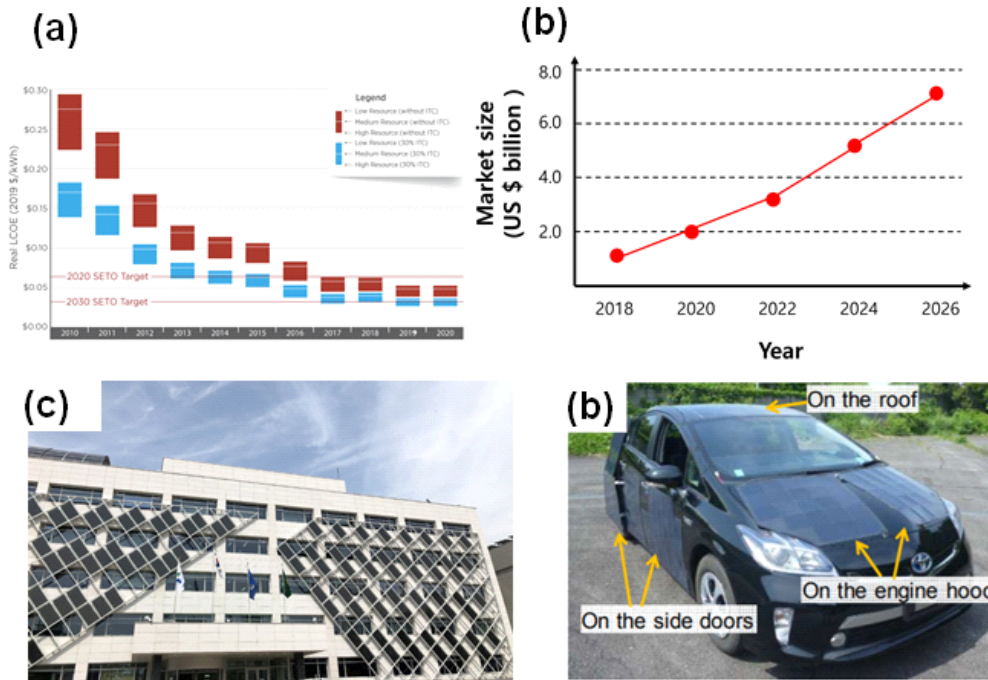 (a)
$0.30
$0.25
$0.20
$0.15
$0.10
$0.05
$0.00
Real LCOE (2019 $/kWh)
Legend
Low Resource (without ITC)
Medium Resource (without ITC)
High Resource (without ITC)
Low Resource (30% ITC)
Medium Resource (30% ITC)
High Resource (30% ITC)
2020 SETO Target
2030 SETO Target
2010 2011 2012 2013 2014 2015 2016 2017 2018 2019 2020
(b)
8.0
6.0
4.0
2.0
Market size
(US $ billion )
2018 2020 2022 2024 2026
Year
(c)
(b)
On the roof
On the engine hood
On the side doors